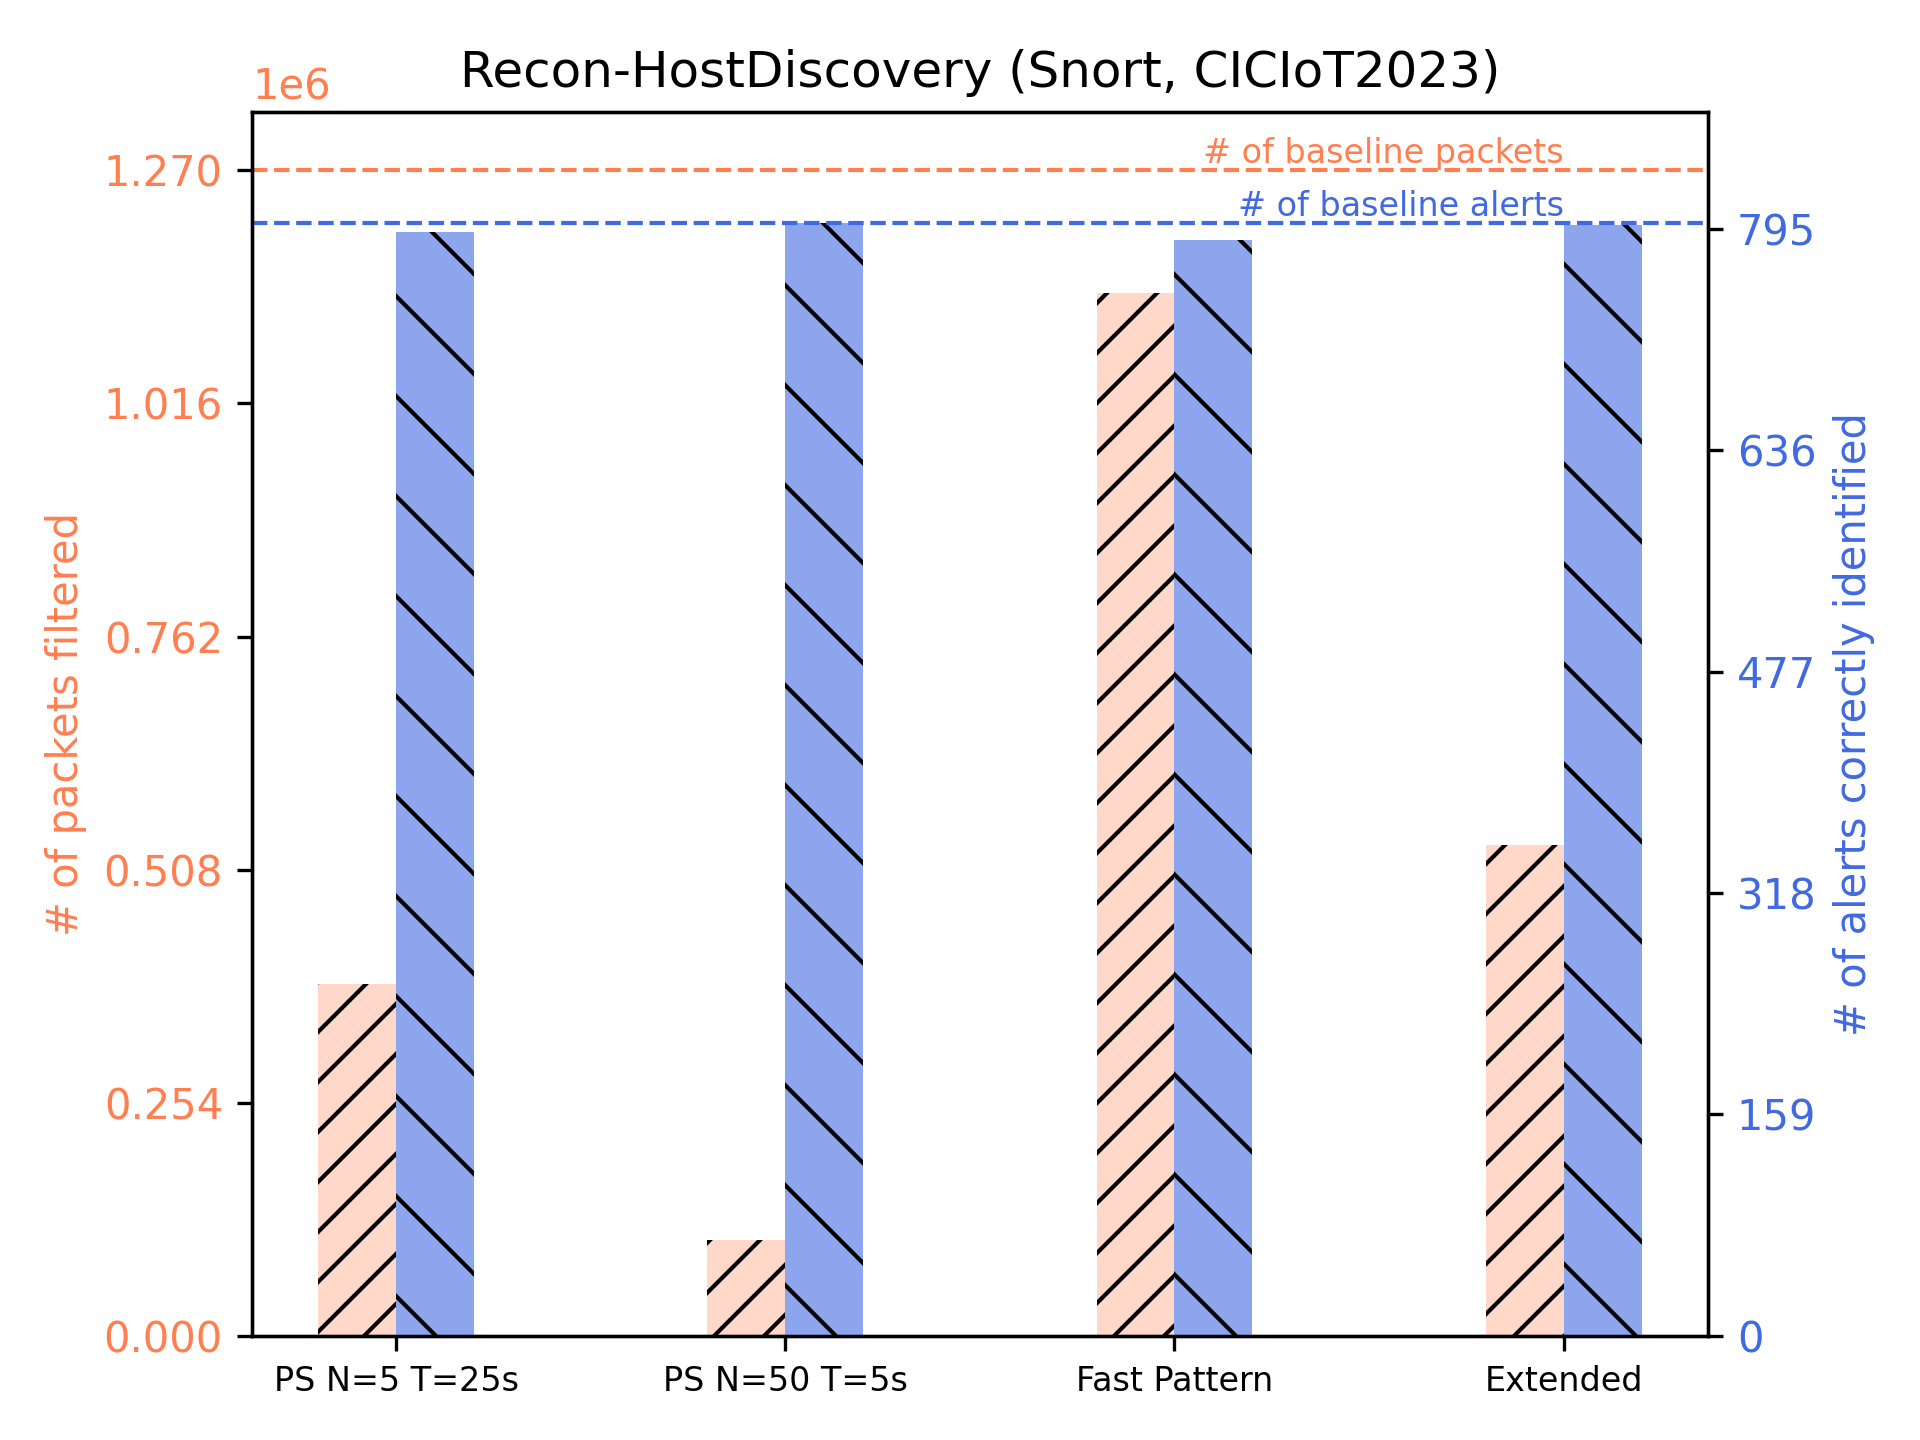 Recon-HostDiscovery (Snort, CICIoT2023)
1e6
# of baseline packets
# of baseline alerts
1.270
1.016
0.762
0.508
0.254
0.000
# of packets filtered
795
636
477
318
159
0
# of alerts correctly identified
PS N=5 T=25s
PS N=50 T=5s
Fast Pattern
Extended